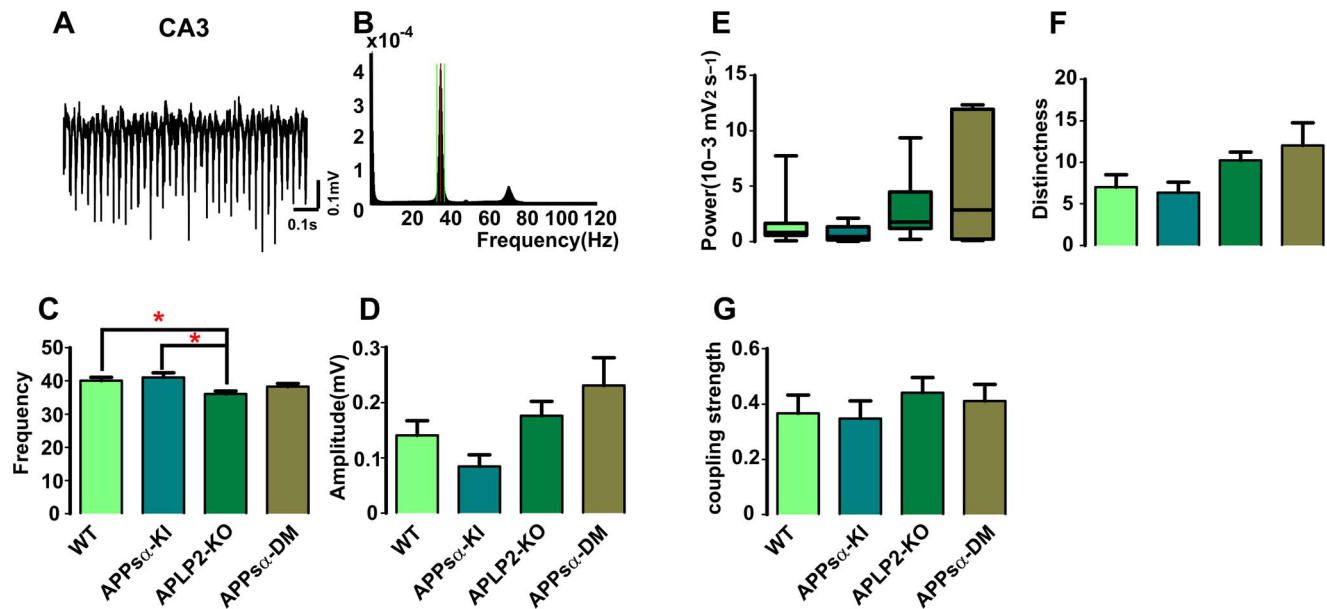 A
CA3
0.1mV
0.1s
B
x10-4
4
3
2
1
0
20 40 60 80 100 120
Frequency(Hz)
E
Power(10−3 mV2 s−1)
15
10
5
0
F
Distinctness
20
15
10
5
0
C
Frequency
50
40
30
20
10
0
*
*
WT
APPsα-KI
APLP2-KO
APPsα-DM
D
Amplitude(mV)
0.3
0.2
0.1
0
WT
APPsα-KI
APLP2-KO
APPsα-DM
G
coupling strength
0.6
0.4
0.2
0
WT
APPsα-KI
APLP2-KO
APPsα-DM